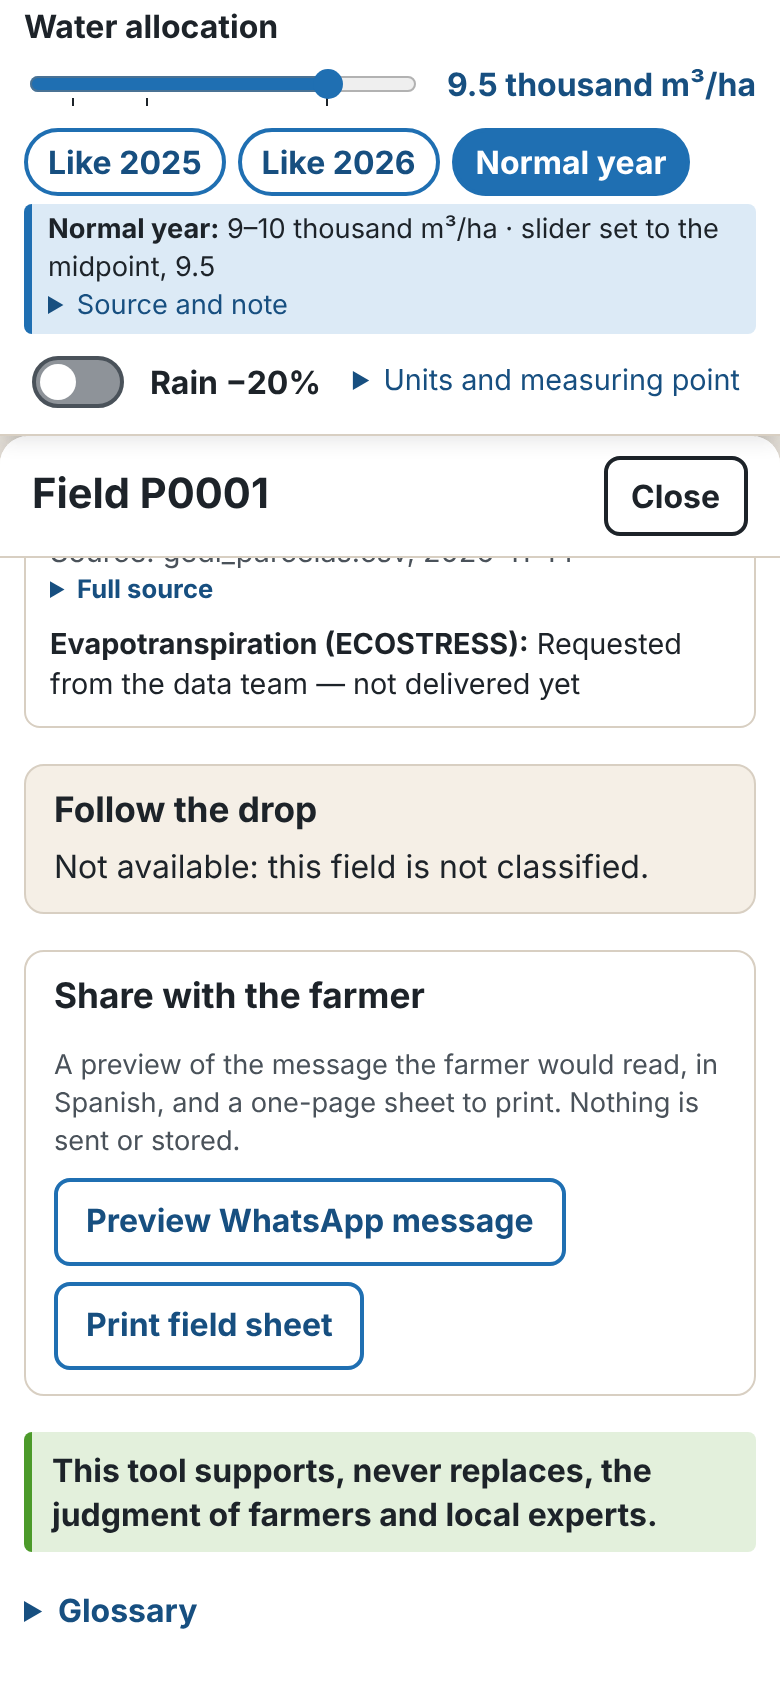 Water allocation
9.5 thousand m³/ha
Like 2025
Like 2026
Normal year
Normal year: 9–10 thousand m³/ha · slider set to the
midpoint, 9.5
Source and note
Rain −20%
Units and measuring point
Field P0001
Close
Full source
Evapotranspiration (ECOSTRESS): Requested
from the data team — not delivered yet
Follow the drop
Not available: this field is not classified.
Share with the farmer
A preview of the message the farmer would read, in
Spanish, and a one-page sheet to print. Nothing is
sent or stored.
Preview WhatsApp message
Print field sheet
This tool supports, never replaces, the
judgment of farmers and local experts.
Glossary